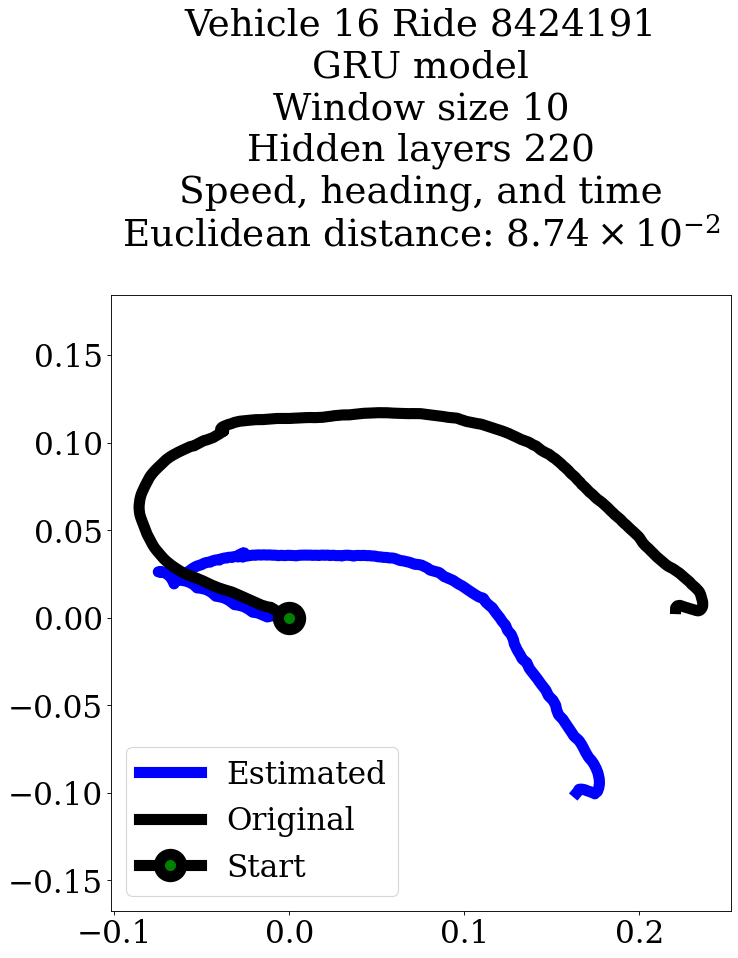 Vehicle 16 Ride 8424191
GRU model
Window size 10
Hidden layers 220
Speed, heading, and time
Euclidean distance: 8.74 × 10⁻²
0.15
0.10
0.05
0.00
−0.05
−0.10
−0.15
Estimated
Original
Start
−0.1 0.0 0.1 0.2